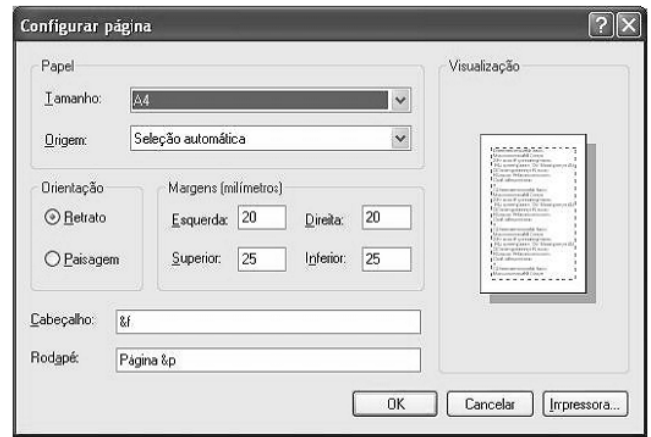 Configurar página
Papel
Tamanho: A4
Origem: Seleção automática
Orientação
Retrato
Paisagem
Margens (milímetros)
Esquerda: 20 Direita: 20
Superior: 25 Inferior: 25
Cabeçalho: &f
Rodapé: Página &p
Visualização
OK Cancelar Impressora...